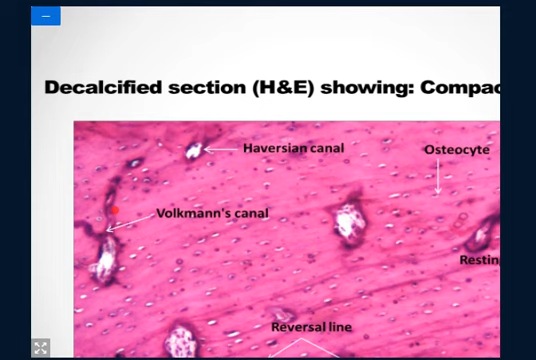 Decalcified section (H&E) showing: Compac
Haversian canal
Osteocyte
Volkmann's canal
Restin
Reversal line